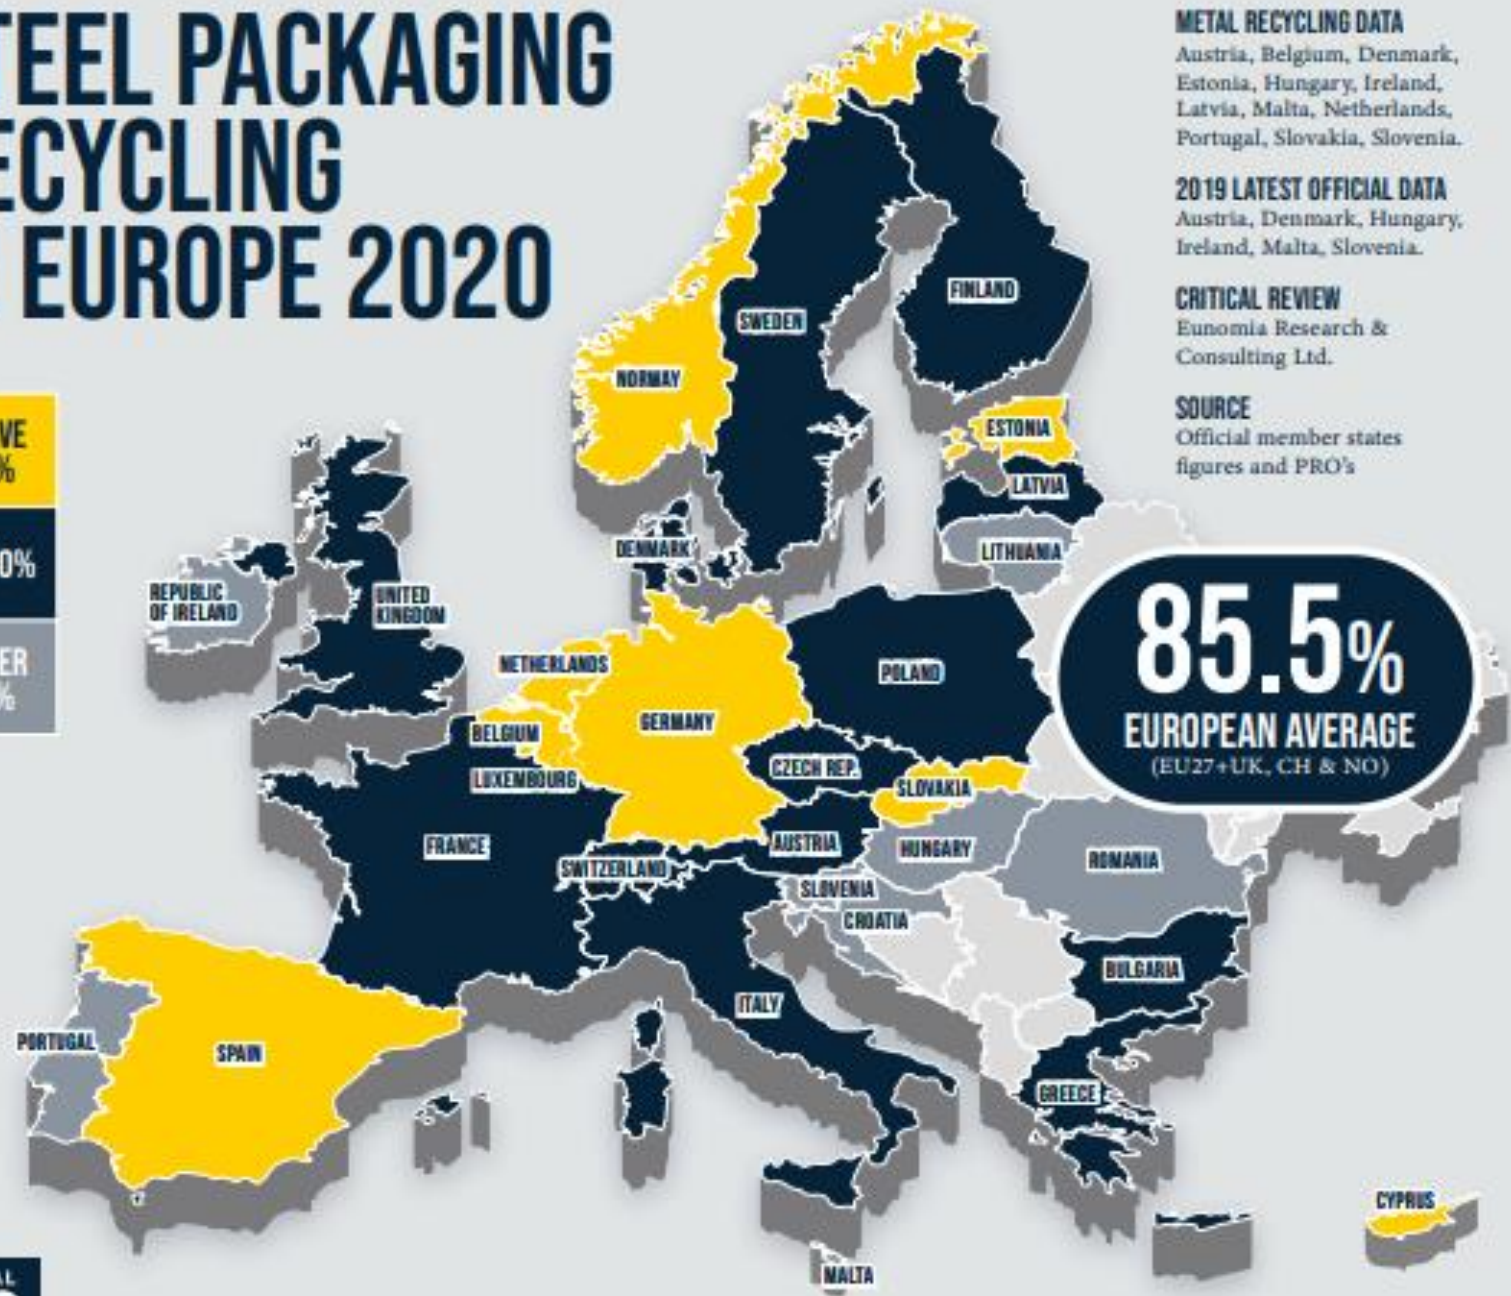 TEEL PACKAGING
ECYCLING
EUROPE 2020
METAL RECYCLING DATA
Austria, Belgium, Denmark,
Estonia, Hungary, Ireland,
Latvia, Malta, Netherlands,
Portugal, Slovakia, Slovenia.
2019 LATEST OFFICIAL DATA
Austria, Denmark, Hungary,
Ireland, Malta, Slovenia.
CRITICAL REVIEW
Eunomia Research &
Consulting Ltd.
SOURCE
Official member states
figures and PRO's
VE
%
0%
ER
%
FINLAND
SWEDEN
NORWAY
ESTONIA
LATVIA
DENMARK
LITHUANIA
REPUBLIC
OF IRELAND
UNITED
KINGDOM
85.5%
EUROPEAN AVERAGE
(EU27+UK, CH & NO)
NETHERLANDS
POLAND
GERMANY
BELGIUM
CZECH REP.
LUXEMBOURG
SLOVAKIA
FRANCE
AUSTRIA
HUNGARY
ROMANIA
SWITZERLAND
SLOVENIA
CROATIA
BULGARIA
ITALY
PORTUGAL
SPAIN
GREECE
CYPRUS
MALTA
AL